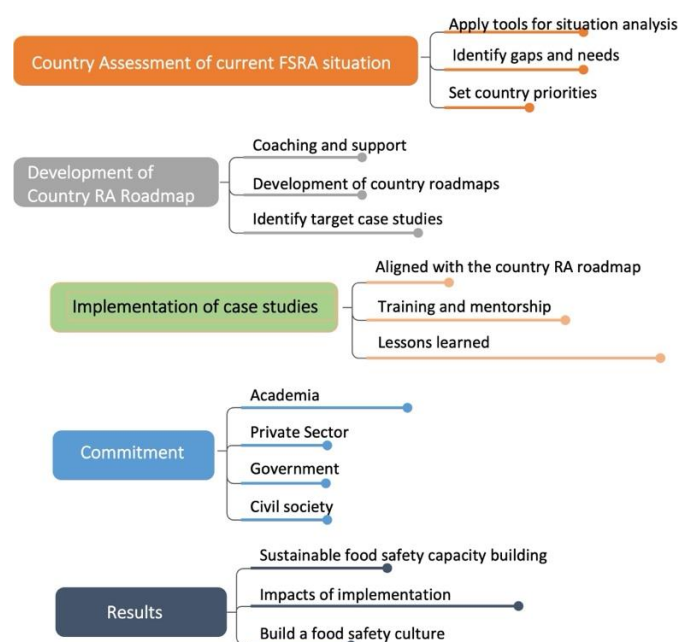 Country Assessment of current FSRA situation
Apply tools for situation analysis
Identify gaps and needs
Set country priorities
Development of
Country RA Roadmap
Coaching and support
Development of country roadmaps
Identify target case studies
Implementation of case studies
Aligned with the country RA roadmap
Training and mentorship
Lessons learned
Commitment
Academia
Private Sector
Government
Civil society
Results
Sustainable food safety capacity building
Impacts of implementation
Build a food safety culture